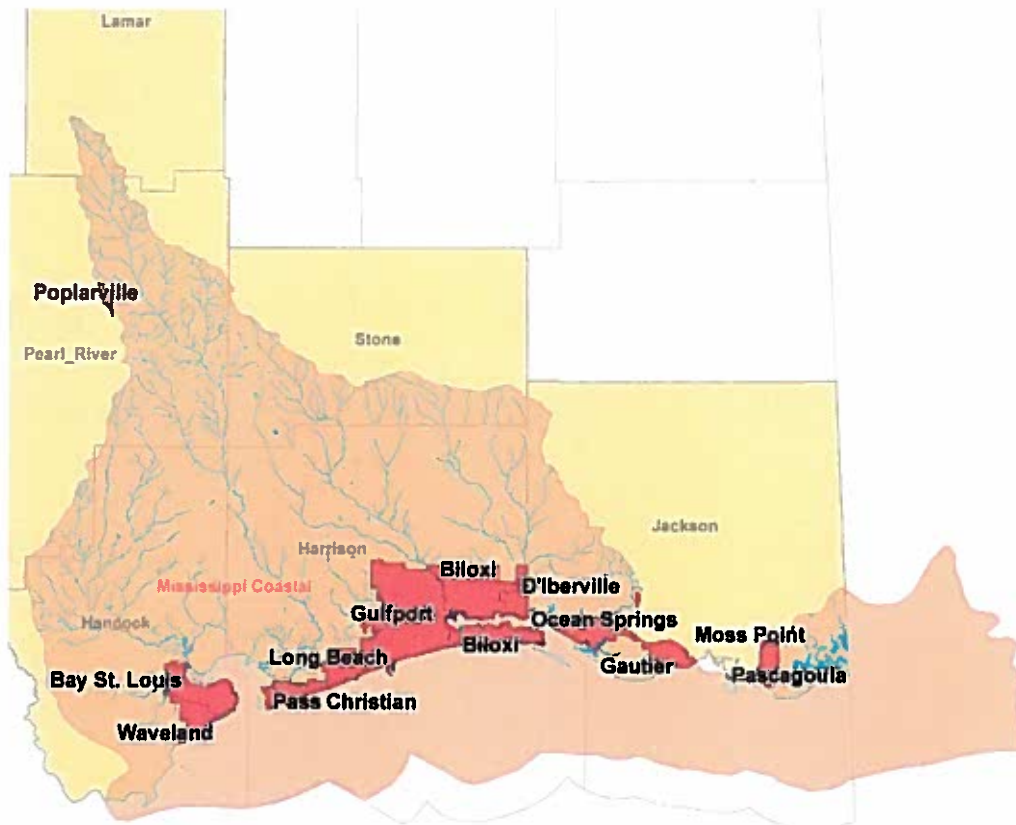 Lamar
Poplarville
Pearl_River
Stone
Jackson
Harrison
Mississippi Coastal
Biloxi
D'Iberville
Gulfport
Ocean Springs
Hancock
Biloxi
Moss Point
Long Beach
Gautier
Bay St. Louis
Pascagoula
Pass Christian
Waveland